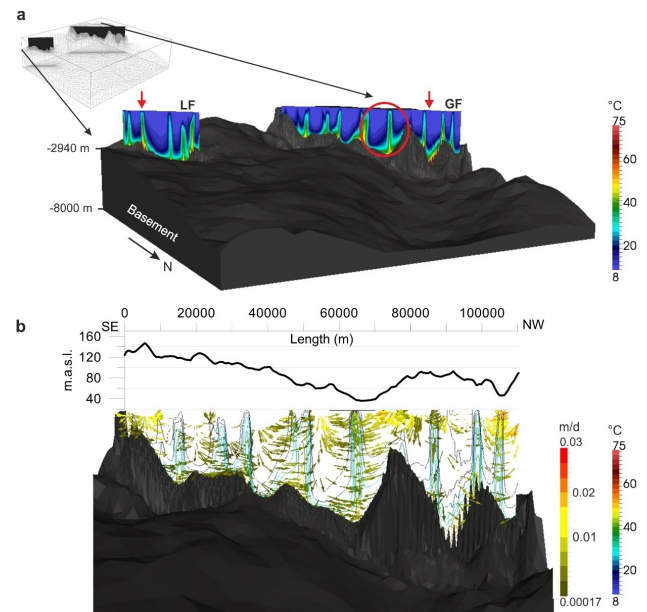 a
LF
GF
-2940 m
-8000 m
Basement
N
°C
75
60
40
20
8
b
0 20000 40000 60000 80000 100000
SE
Length (m)
NW
m.a.s.l.
160
120
80
40
m/d
0.03
0.02
0.01
0.00017
°C
75
60
40
20
8